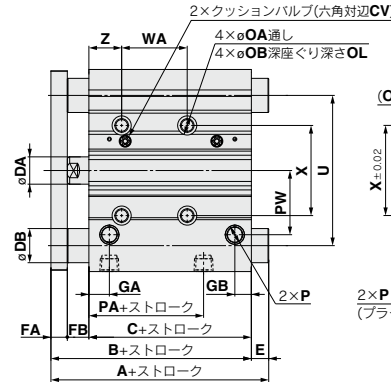 2×クッションバルブ(六角対辺CV)
Z
WA
4×øOA通し
4×øOB深座ぐり深さOL
(C
øDA
PW
X
U
X±0.02
øDB
GA
GB
2×P
2×P
(プラ
PA+ストローク
FA
FB
C+ストローク
B+ストローク
E
A+ストローク